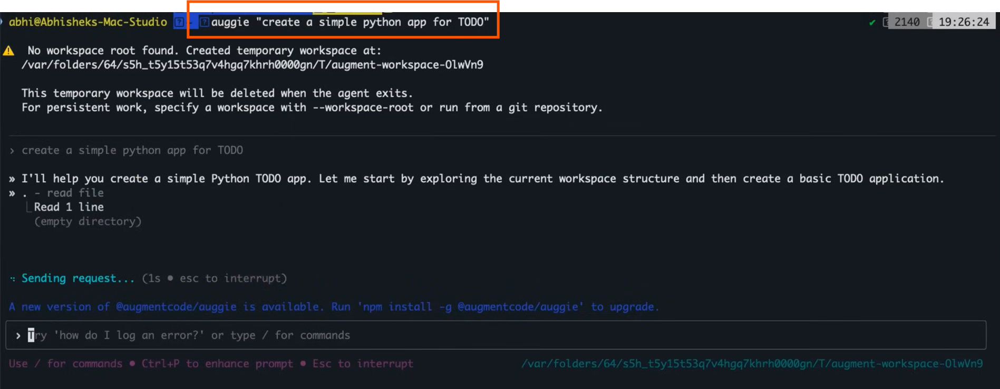 abhi@Abhisheks-Mac-Studio ~ auggie "create a simple python app for TODO" ✔ 2140 19:26:24
No workspace root found. Created temporary workspace at:
/var/folders/64/s5h_t5y15t53q7v4hgq7khrh0000gn/T/augment-workspace-OlwVn9
This temporary workspace will be deleted when the agent exits.
For persistent work, specify a workspace with --workspace-root or run from a git repository.
› create a simple python app for TODO
» I'll help you create a simple Python TODO app. Let me start by exploring the current workspace structure and then create a basic TODO application.
» . - read file
Read 1 line
(empty directory)
Sending request... (1s • esc to interrupt)
A new version of @augmentcode/auggie is available. Run 'npm install -g @augmentcode/auggie' to upgrade.
› Try 'how do I log an error?' or type / for commands
Use / for commands • Ctrl+P to enhance prompt • Esc to interrupt /var/folders/64/s5h_t5y15t53q7v4hgq7khrh0000gn/T/augment-workspace-OlwVn9